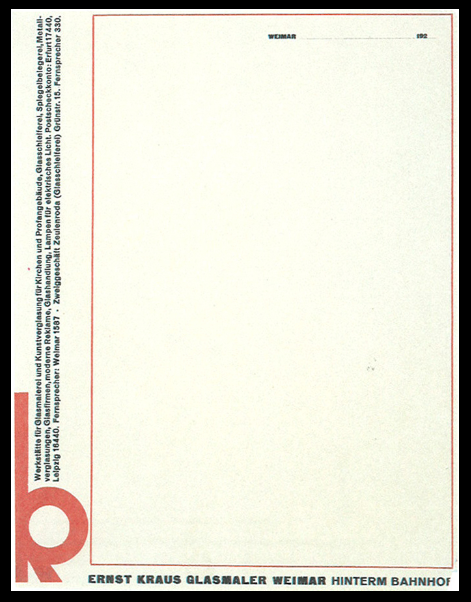 WEIMAR 192
Werkstätte für Glasmalerei und Kunstverglasung für Kirchen und Profangebäude, Glasschleiferei, Spiegelbelegerei, Metall-
verglasungen, Glasfirmen, moderne Reklame, Glashandlung, Lampen für elektrisches Licht. Postscheckkonto: Erfurt 17440,
Leipzig 16440. Fernsprecher: Weimar 1587 · Zweiggeschäft Zeulenroda (Glasschleiferei) Grünstr. 15. Fernsprecher 330.
k
ERNST KRAUS GLASMALER WEIMAR HINTERM BAHNHOF